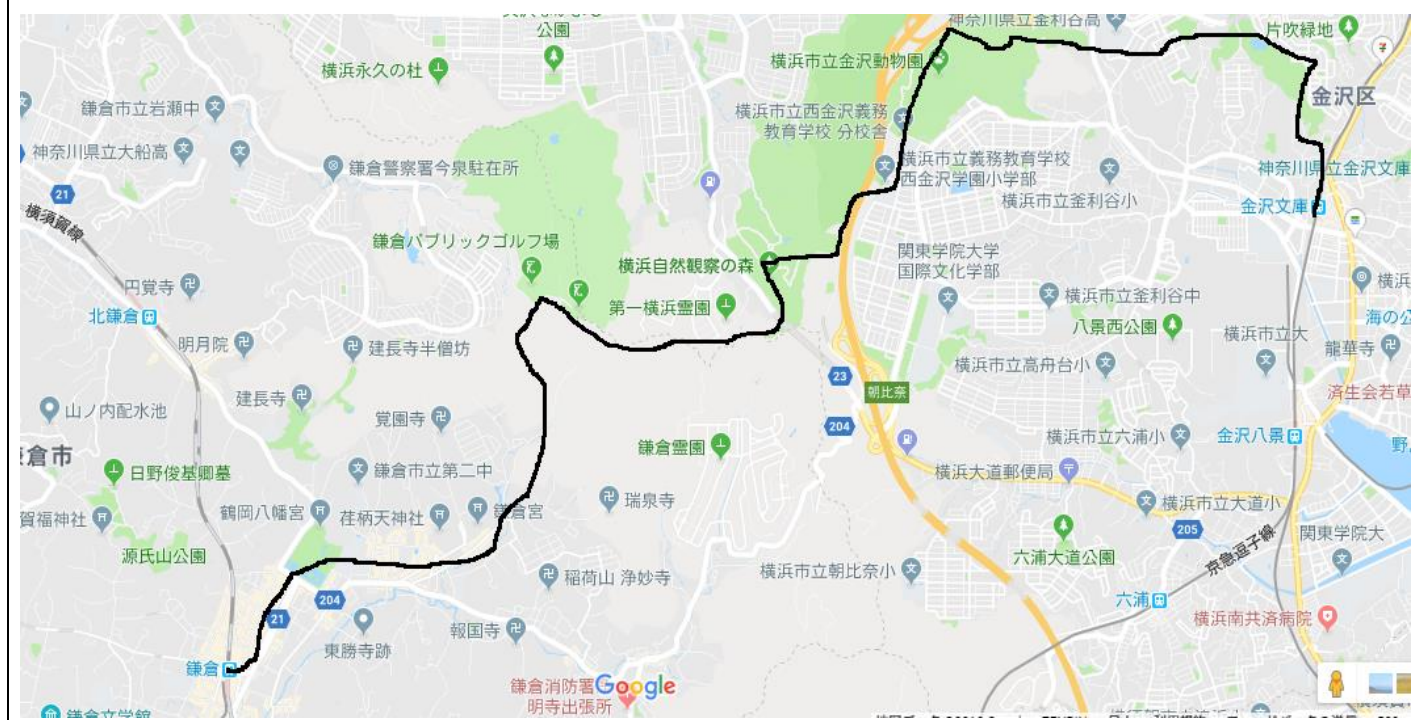 神奈川県立釜利谷高
片吹緑地
公園
横浜永久の杜
横浜市立金沢動物園
金沢区
鎌倉市立岩瀬中
横浜市立西金沢義務
教育学校 分校舎
神奈川県立大船高
鎌倉警察署今泉駐在所
横浜市立義務教育学校
西金沢学園小学部
神奈川県立金沢文庫
21
横浜市立釜利谷小
金沢文庫
横須賀線
鎌倉パブリックゴルフ場
関東学院大学
国際文化学部
横浜自然観察の森
円覚寺
横浜市立釜利谷中
第一横浜霊園
北鎌倉
八景西公園
横浜市立大
海の公
明月院
建長寺半僧坊
龍華寺
横浜市立高舟台小
23
朝比奈
済生会若草
建長寺
山ノ内配水池
覚園寺
204
鎌倉霊園
横浜市立六浦小
金沢八景
倉市
日野俊基卿墓
鎌倉市立第二中
横浜大道郵便局
瑞泉寺
横浜市立大道小
賀福神社
鶴岡八幡宮
荏柄天神社
鎌倉宮
205
関東学院大
源氏山公園
六浦大道公園
京急逗子線
稲荷山 浄妙寺
横浜市立朝比奈小
204
六浦
21
報国寺
横浜南共済病院
東勝寺跡
鎌倉
鎌倉消防署
明寺出張所
Google
鎌倉文学館